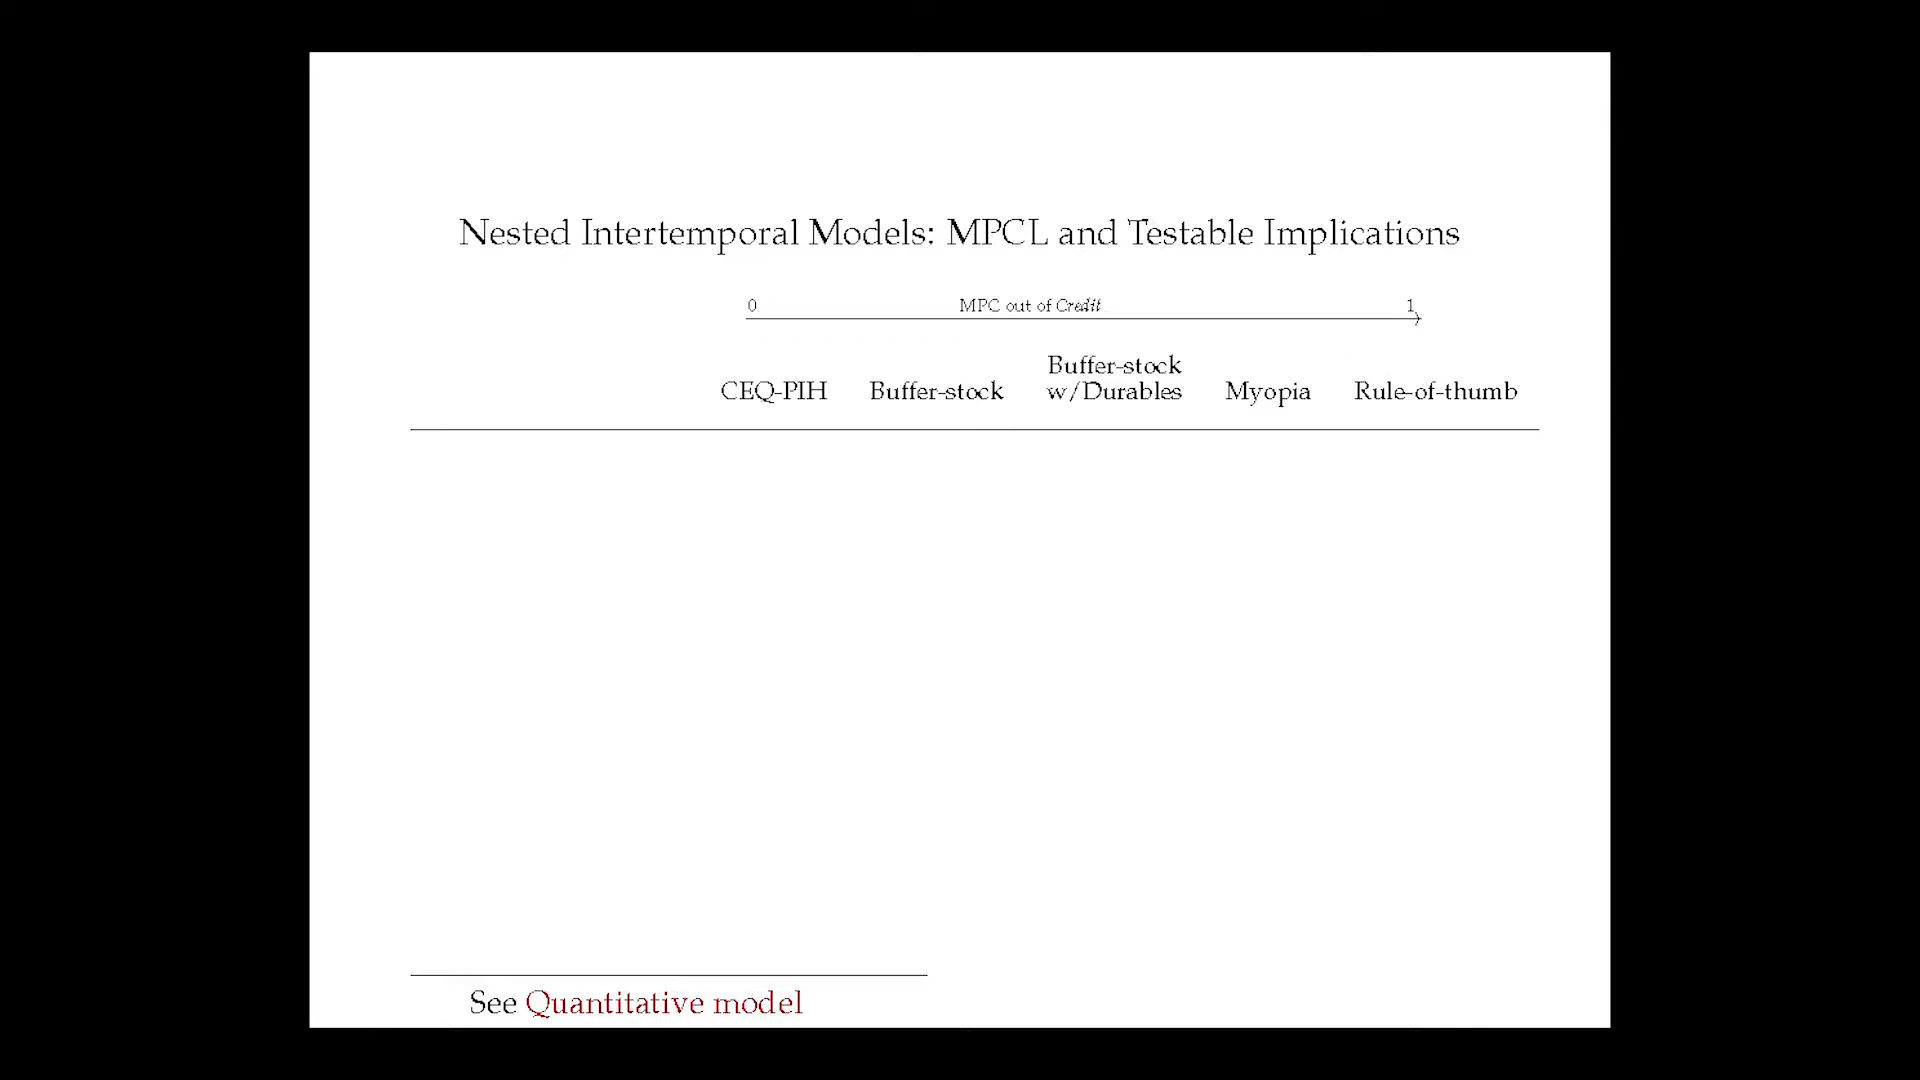 Nested Intertemporal Models: MPCL and Testable Implications
0 MPC out of Credit 1
Buffer-stock
CEQ-PIH Buffer-stock w/Durables Myopia Rule-of-thumb
See Quantitative model